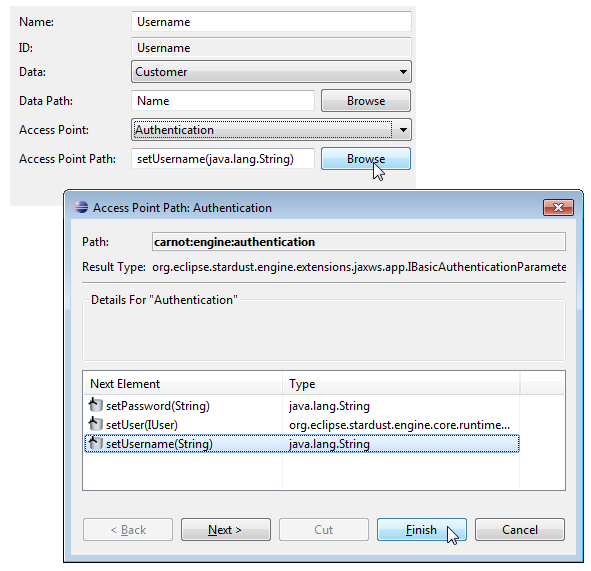 Name: Username
ID: Username
Data: Customer
Data Path: Name Browse
Access Point: Authentication
Access Point Path: setUsername(java.lang.String) Browse
Access Point Path: Authentication
Path: carnot:engine:authentication
Result Type: org.eclipse.stardust.engine.extensions.jaxws.app.IBasicAuthenticationParamete
Details For "Authentication"
Next Element Type
setPassword(String) java.lang.String
setUser(IUser) org.eclipse.stardust.engine.core.runtime...
setUsername(String) java.lang.String
< Back Next > Cut Finish Cancel